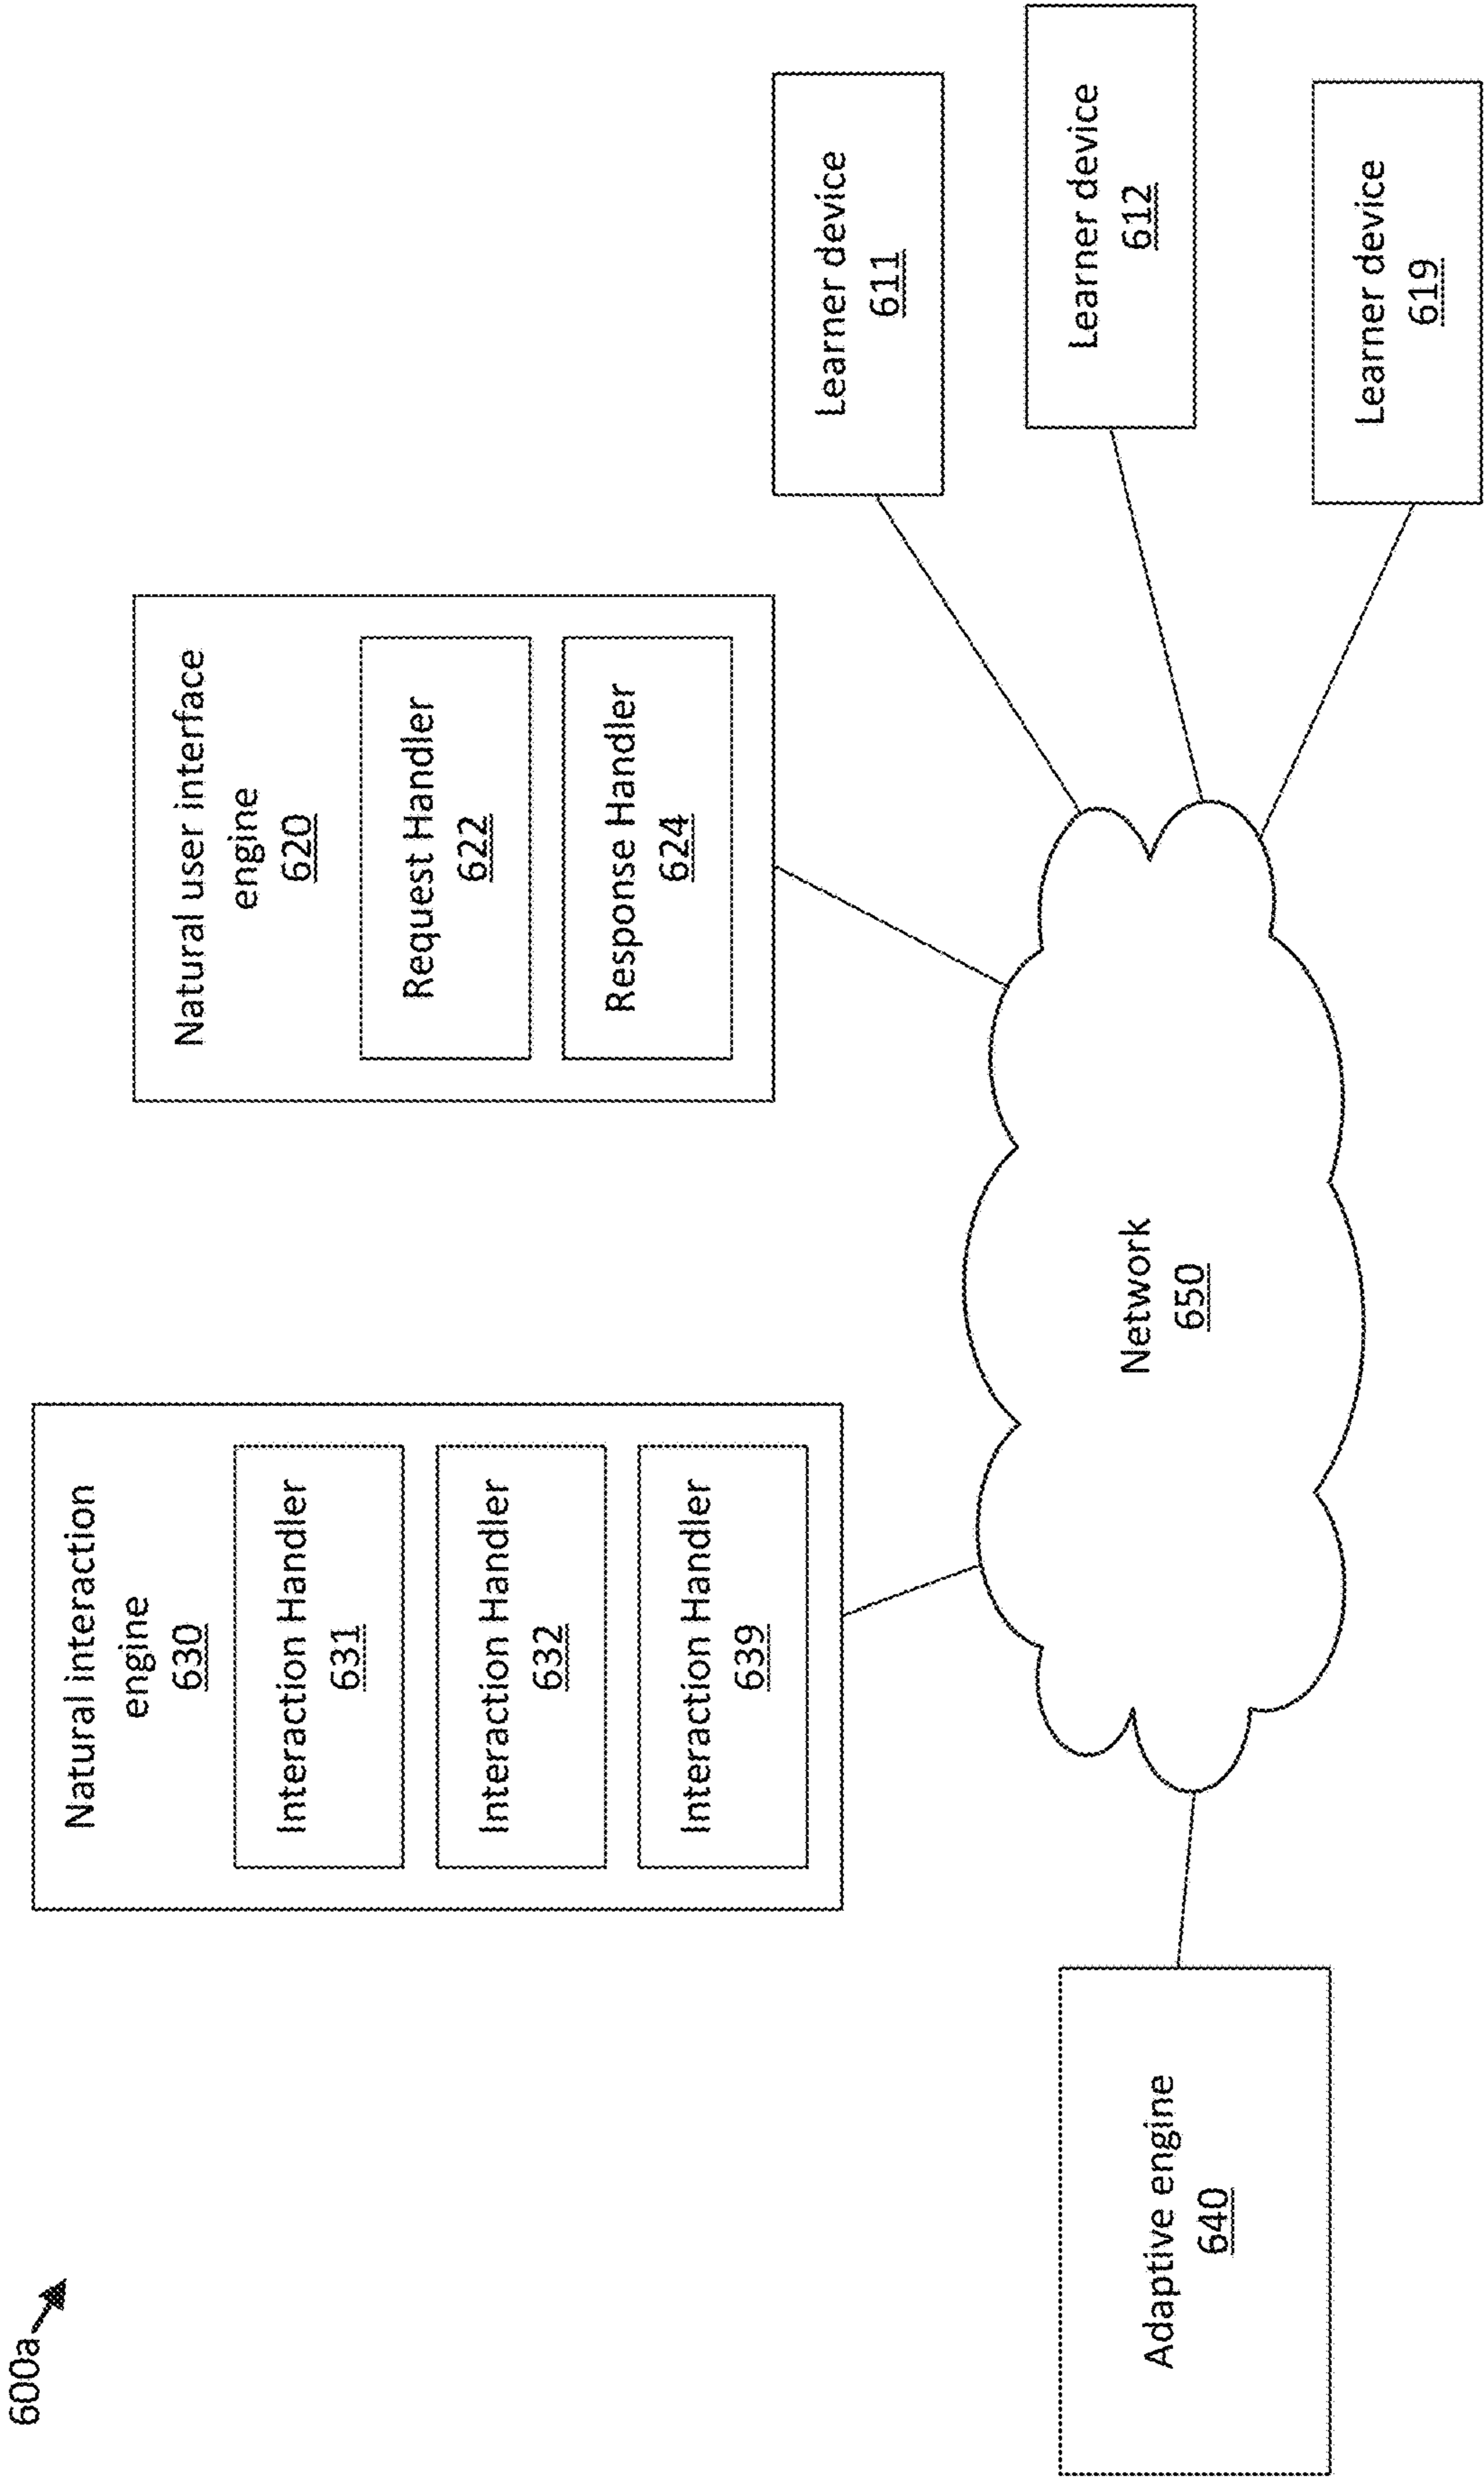 600a
Natural interaction
engine
630
Interaction Handler
631
Interaction Handler
632
Interaction Handler
639
Natural user interface
engine
620
Request Handler
622
Response Handler
624
Learner device
611
Learner device
612
Learner device
619
Network
650
Adaptive engine
640